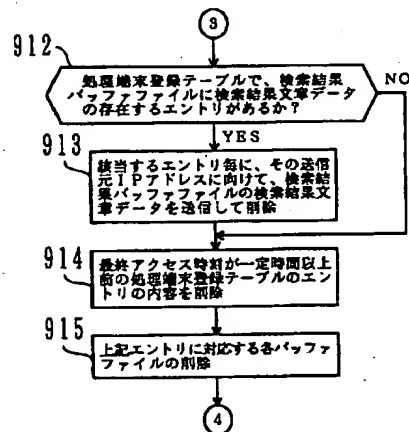 3
912
処理端末登録テーブルで、検索結果
バッファファイルに検索結果文章データ
の存在するエントリがあるか?
NO
YES
913
該当するエントリ毎に、その送信
元IPアドレスに向けて、検索結
果バッファファイルの検索結果文
章データを送信して削除
914
最終アクセス時刻が一定時間以上
前の処理端末登録テーブルのエン
トリの内容を削除
915
上記エントリに対応する各バッファ
ファイルの削除
4